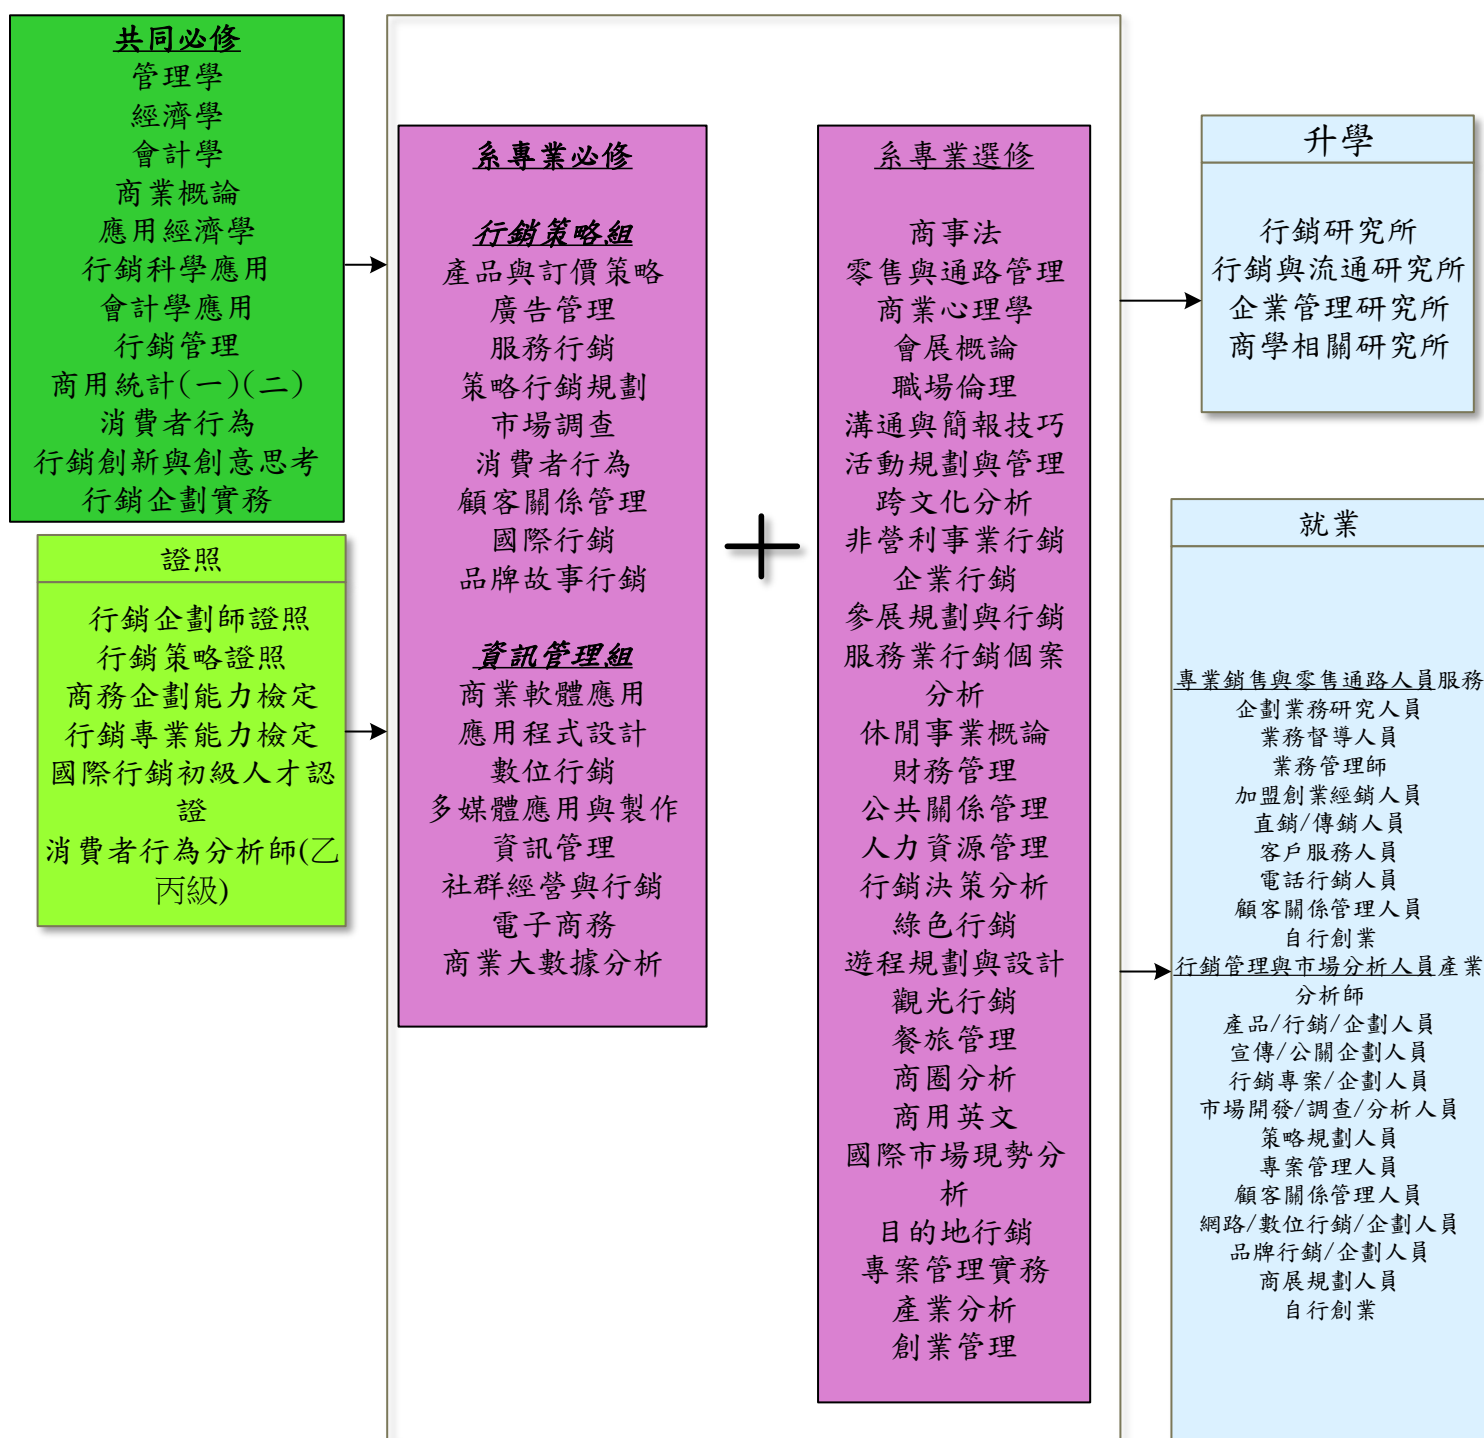 共同必修
管理學
經濟學
會計學
商業概論
應用經濟學
行銷科學應用
會計學應用
行銷管理
商用統計(一)(二)
消費者行為
行銷創新與創意思考
行銷企劃實務
證照
行銷企劃師證照
行銷策略證照
商務企劃能力檢定
行銷專業能力檢定
國際行銷初級人才認
證
消費者行為分析師(乙
丙級)
系專業必修
行銷策略組
產品與訂價策略
廣告管理
服務行銷
策略行銷規劃
市場調查
消費者行為
顧客關係管理
國際行銷
品牌故事行銷
資訊管理組
商業軟體應用
應用程式設計
數位行銷
多媒體應用與製作
資訊管理
社群經營與行銷
電子商務
商業大數據分析
+
系專業選修
商事法
零售與通路管理
商業心理學
會展概論
職場倫理
溝通與簡報技巧
活動規劃與管理
跨文化分析
非營利事業行銷
企業行銷
參展規劃與行銷
服務業行銷個案
分析
休閒事業概論
財務管理
公共關係管理
人力資源管理
行銷決策分析
綠色行銷
遊程規劃與設計
觀光行銷
餐旅管理
商圈分析
商用英文
國際市場現勢分
析
目的地行銷
專案管理實務
產業分析
創業管理
升學
行銷研究所
行銷與流通研究所
企業管理研究所
商學相關研究所
就業
專業銷售與零售通路人員服務
企劃業務研究人員
業務督導人員
業務管理師
加盟創業經銷人員
直銷/傳銷人員
客戶服務人員
電話行銷人員
顧客關係管理人員
自行創業
行銷管理與市場分析人員產業
分析師
產品/行銷/企劃人員
宣傳/公關企劃人員
行銷專案/企劃人員
市場開發/調查/分析人員
策略規劃人員
專案管理人員
顧客關係管理人員
網路/數位行銷/企劃人員
品牌行銷/企劃人員
商展規劃人員
自行創業